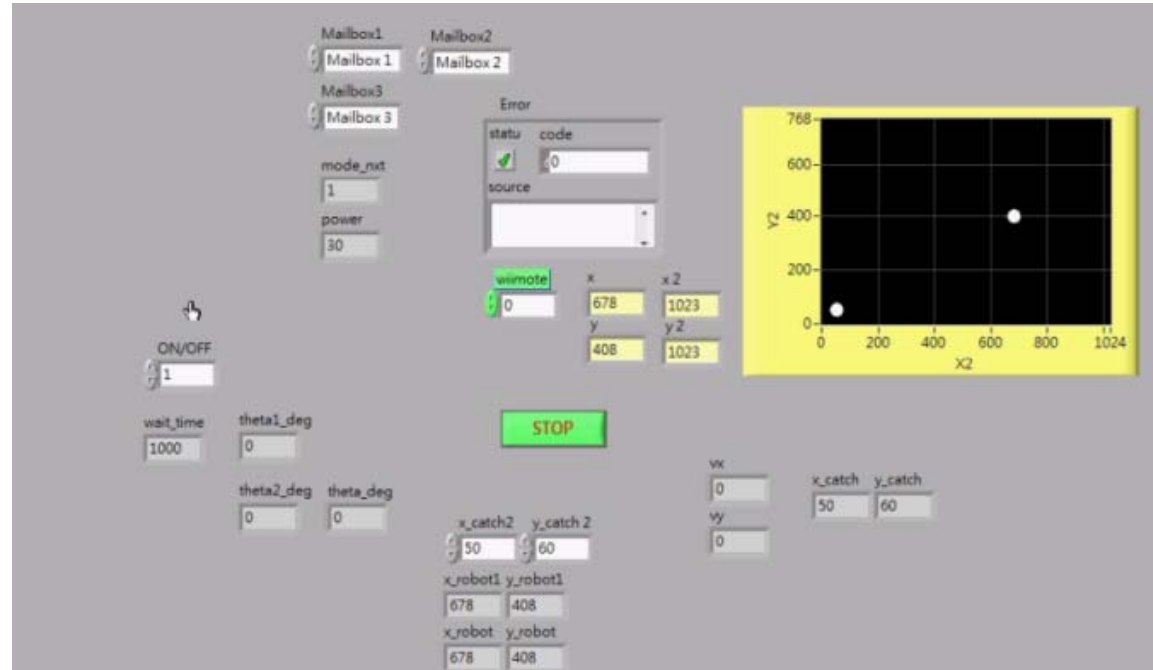 Mailbox1 Mailbox2
Mailbox 1 Mailbox 2
Mailbox3
Mailbox 3
Error
statu code
0
source
mode_nxt
1
power
30
wiimote x x 2
0 678 1023
y y 2
408 1023
768
600
400
200
0
Y2
0 200 400 600 800 1024
X2
ON/OFF
1
wait_time theta1_deg
1000 0
theta2_deg theta_deg
0 0
STOP
vx
0
vy
0
x_catch y_catch
50 60
x_catch2 y_catch 2
50 60
x_robot1 y_robot1
678 408
x_robot y_robot
678 408